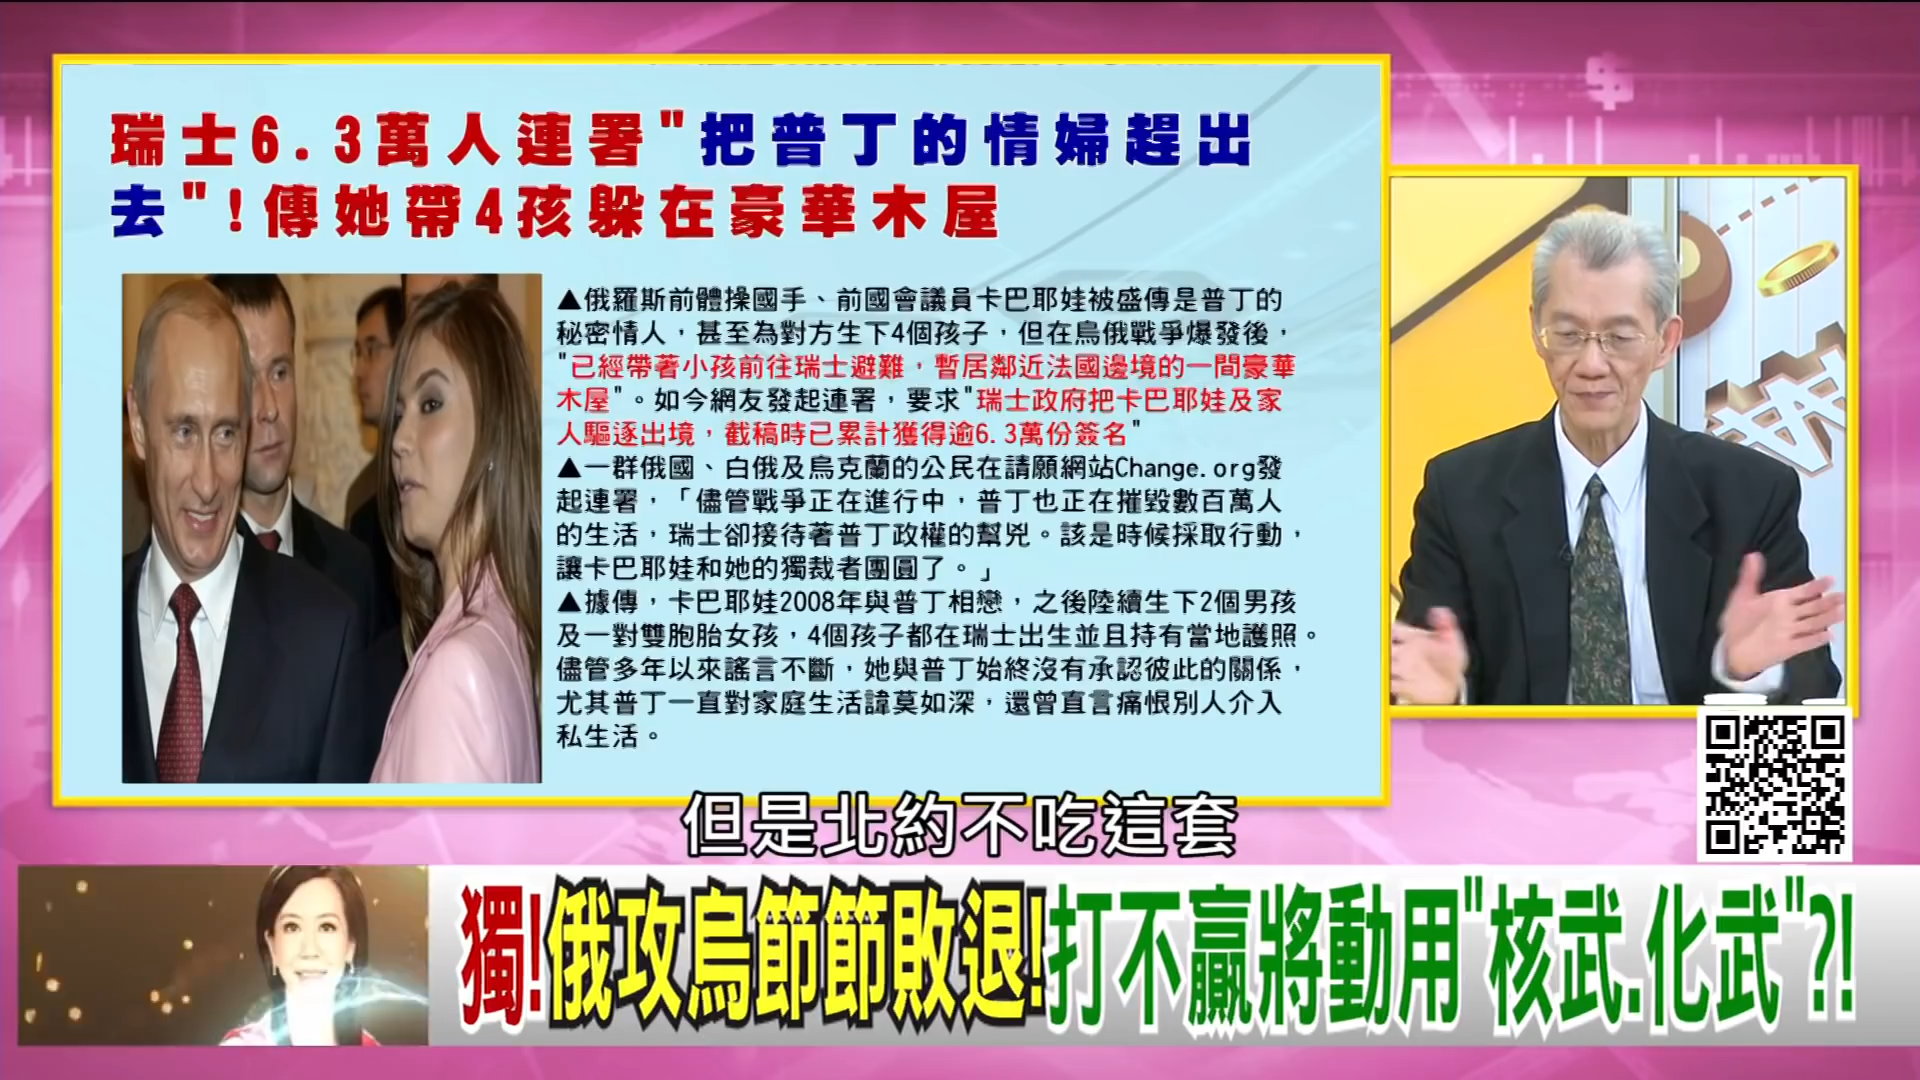 瑞士6.3萬人連署"把普丁的情婦趕出
去"!傳她帶4孩躲在豪華木屋
▲俄羅斯前體操國手、前國會議員卡巴耶娃被盛傳是普丁的
秘密情人，甚至為對方生下4個孩子，但在烏俄戰爭爆發後，
"已經帶著小孩前往瑞士避難，暫居鄰近法國邊境的一間豪華
木屋"。如今網友發起連署，要求"瑞士政府把卡巴耶娃及家
人驅逐出境，截稿時已累計獲得逾6.3萬份簽名"
▲一群俄國、白俄及烏克蘭的公民在請願網站Change.org發
起連署，「儘管戰爭正在進行中，普丁也正在摧毀數百萬人
的生活，瑞士卻接待著普丁政權的幫兇。該是時候採取行動，
讓卡巴耶娃和她的獨裁者團圓了。」
▲據傳，卡巴耶娃2008年與普丁相戀，之後陸續生下2個男孩
及一對雙胞胎女孩，4個孩子都在瑞士出生並且持有當地護照。
儘管多年以來謠言不斷，她與普丁始終沒有承認彼此的關係，
尤其普丁一直對家庭生活諱莫如深，還曾直言痛恨別人介入
私生活。
但是北約不吃這套
獨!俄攻烏節節敗退!打不贏將動用"核武.化武"?!